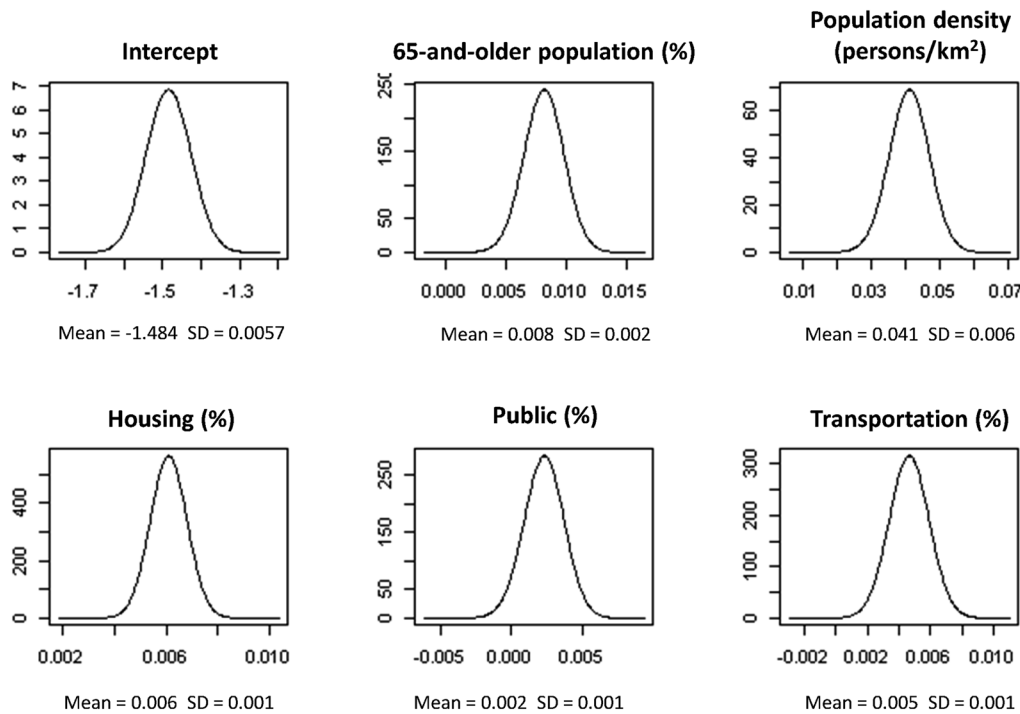 Intercept
7
6
5
4
3
2
1
0
-1.7 -1.5 -1.3
Mean = -1.484 SD = 0.0057
65-and-older population (%)
250
150
50
0
0.000 0.005 0.010 0.015
Mean = 0.008 SD = 0.002
Population density
(persons/km²)
60
40
20
0
0.01 0.03 0.05 0.07
Mean = 0.041 SD = 0.006
Housing (%)
400
200
0
0.002 0.006 0.010
Mean = 0.006 SD = 0.001
Public (%)
250
150
50
0
-0.005 0.000 0.005
Mean = 0.002 SD = 0.001
Transportation (%)
300
200
100
0
-0.002 0.002 0.006 0.010
Mean = 0.005 SD = 0.001